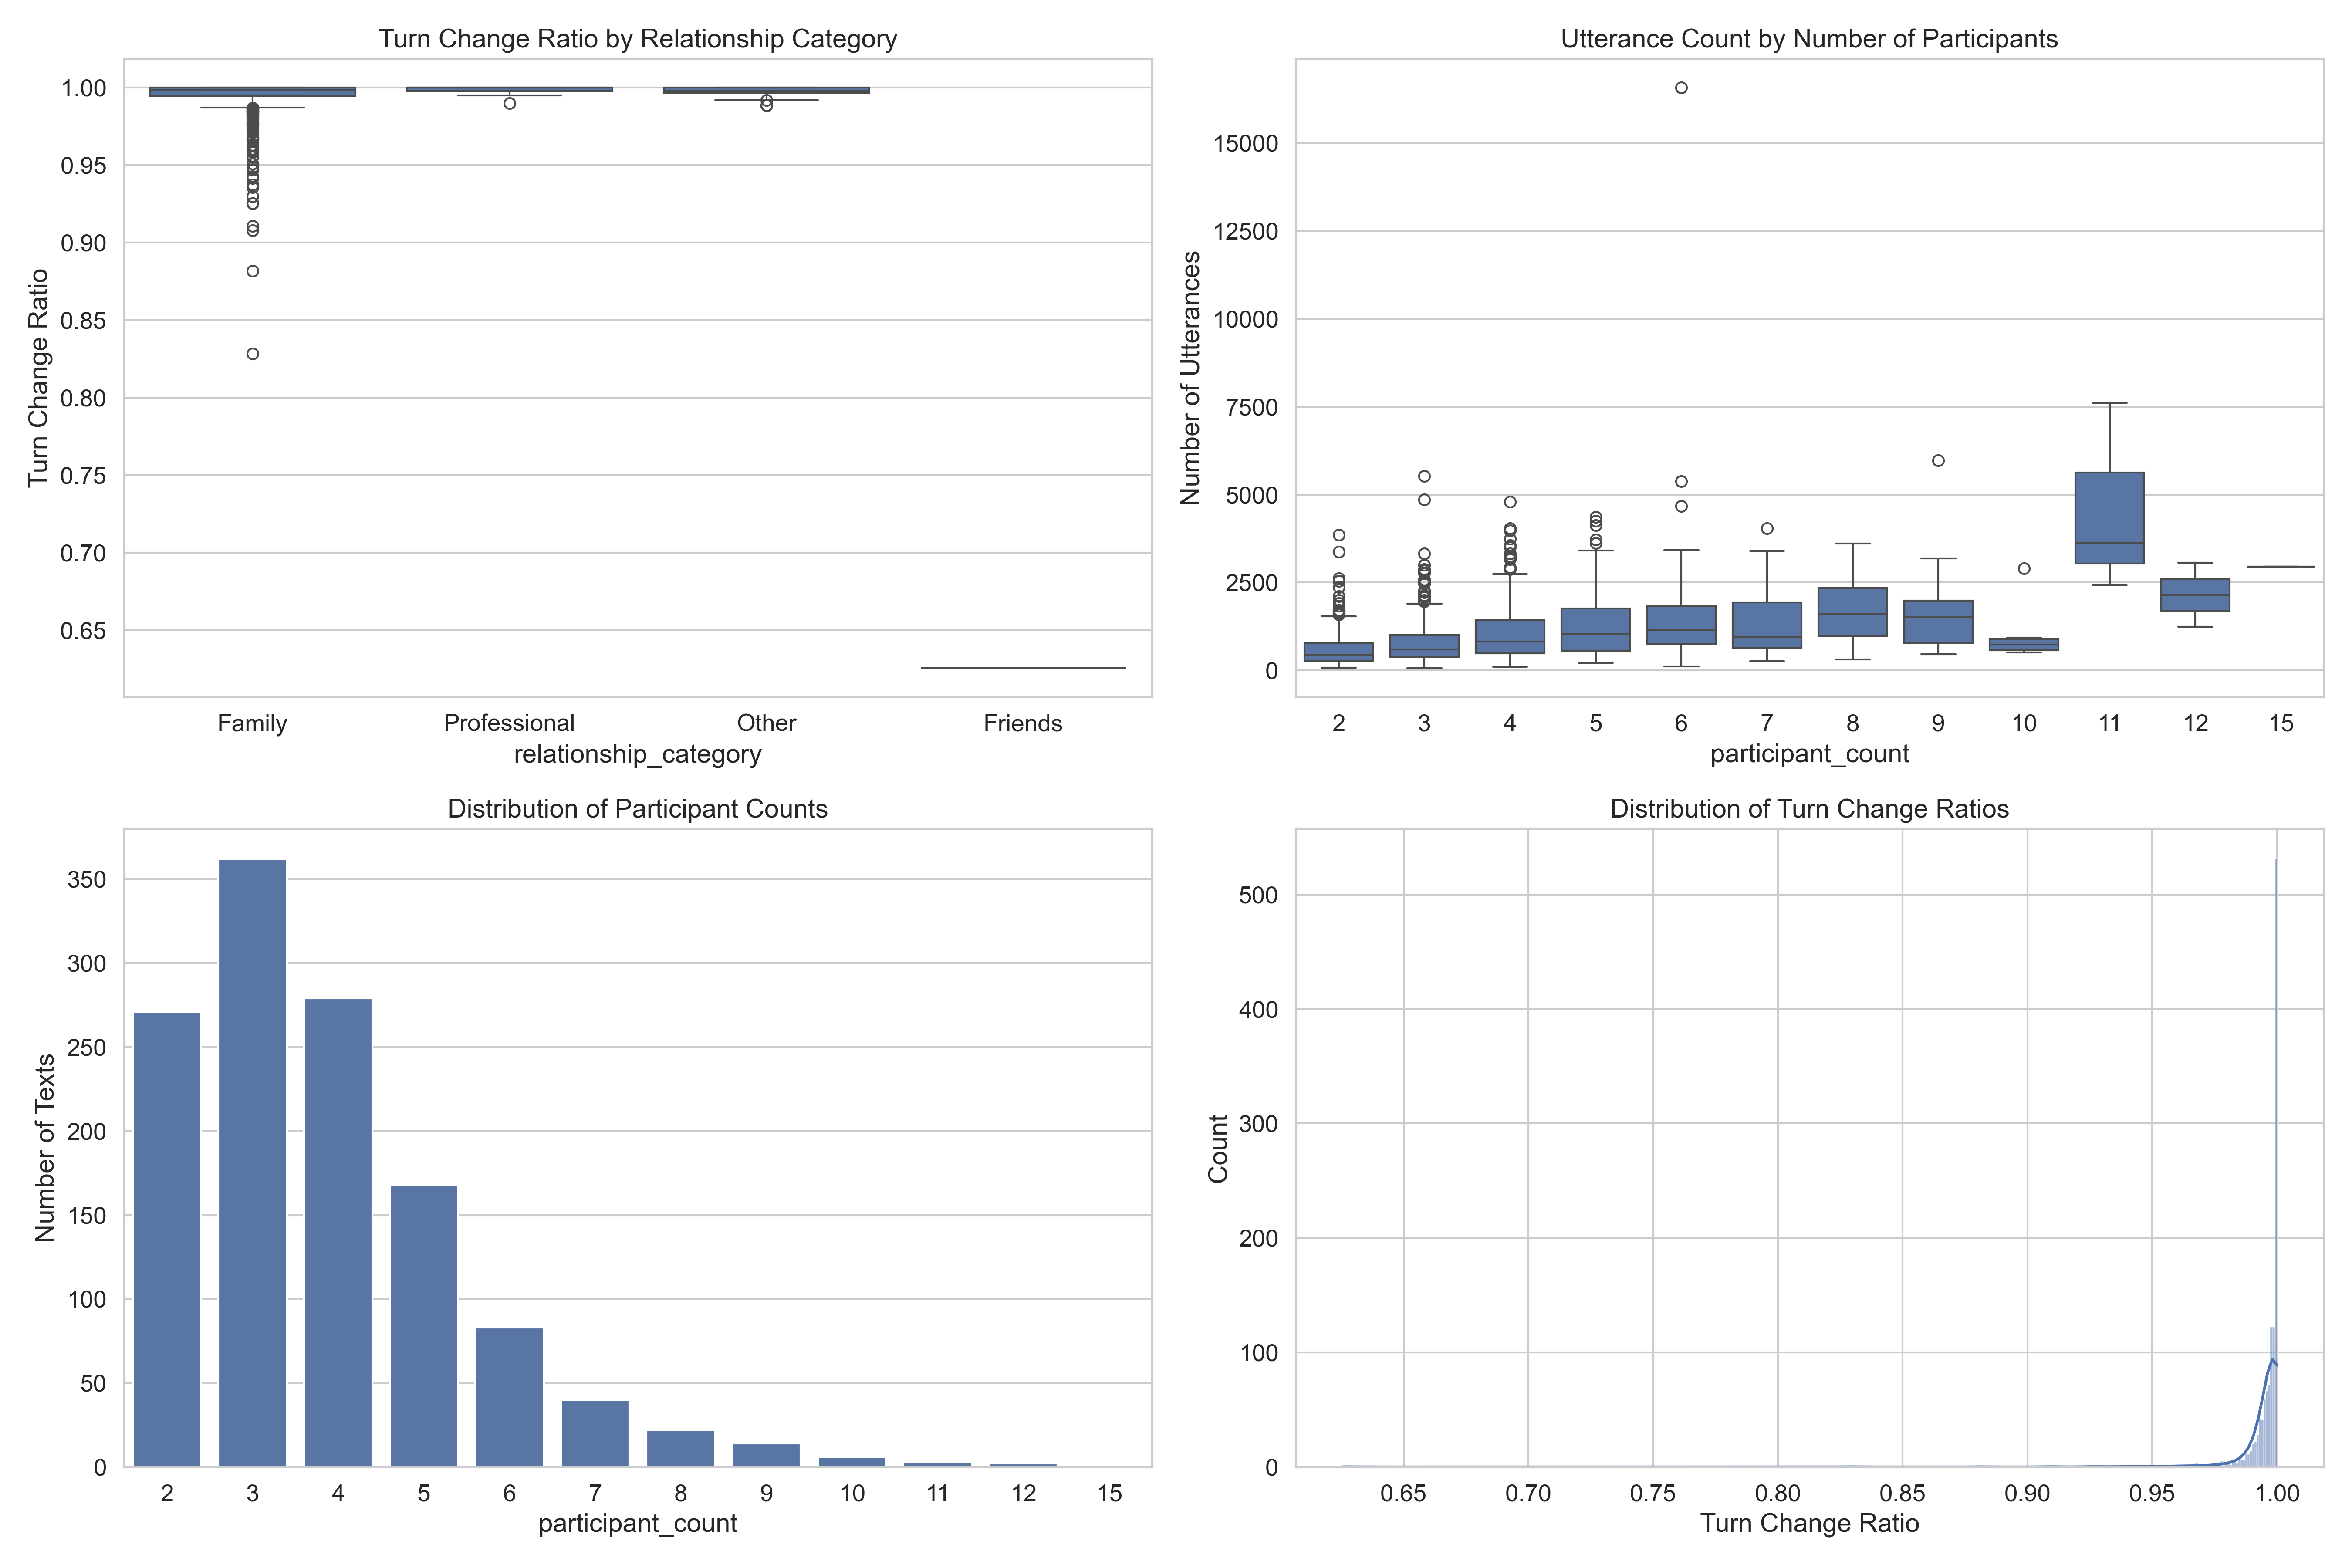 Turn Change Ratio by Relationship Category
Turn Change Ratio
1.00
0.95
0.90
0.85
0.80
0.75
0.70
0.65
Family Professional Other Friends
relationship_category
Utterance Count by Number of Participants
Number of Utterances
15000
12500
10000
7500
5000
2500
0
2 3 4 5 6 7 8 9 10 11 12 15
participant_count
Distribution of Participant Counts
Number of Texts
350
300
250
200
150
100
50
0
2 3 4 5 6 7 8 9 10 11 12 15
participant_count
Distribution of Turn Change Ratios
Count
500
400
300
200
100
0
0.65 0.70 0.75 0.80 0.85 0.90 0.95 1.00
Turn Change Ratio